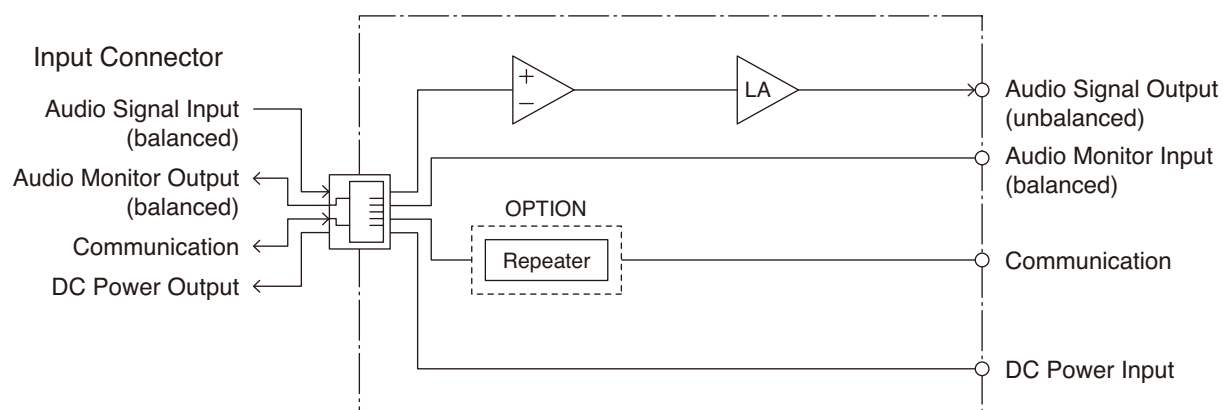 Input Connector
Audio Signal Input
(balanced)
Audio Monitor Output
(balanced)
Communication
DC Power Output
+
−
LA
OPTION
Repeater
Audio Signal Output
(unbalanced)
Audio Monitor Input
(balanced)
Communication
DC Power Input